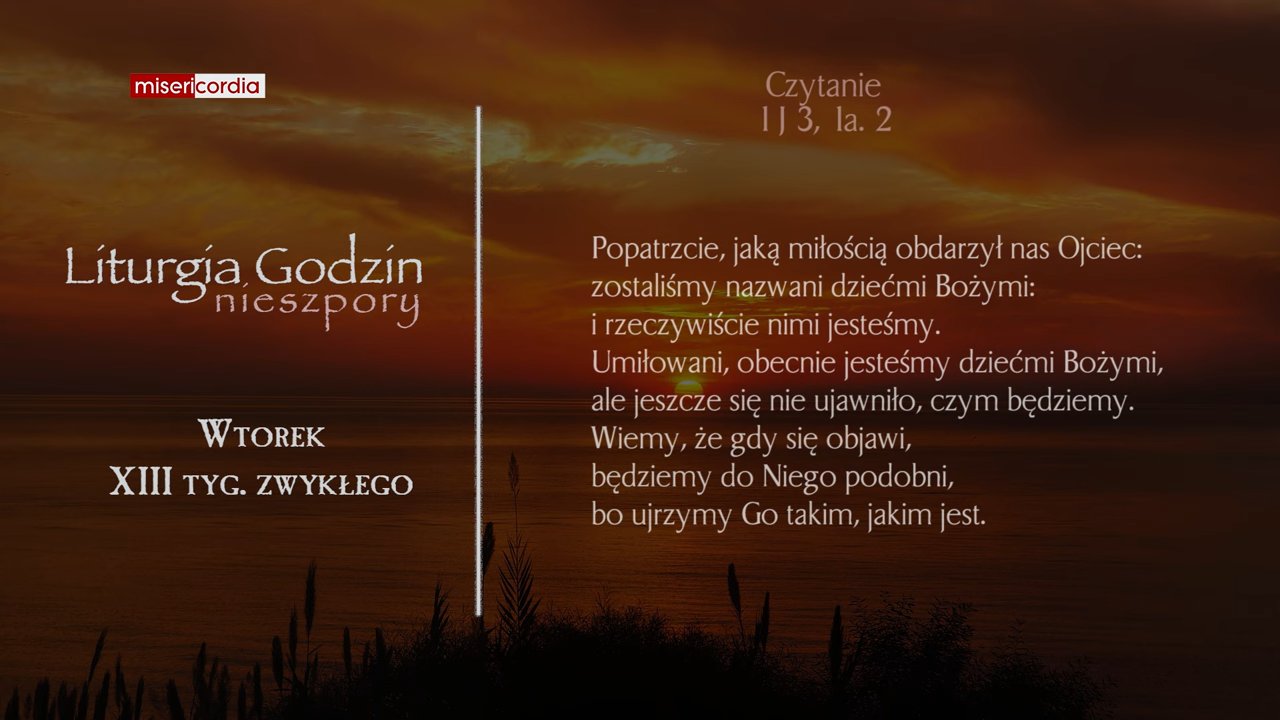 misericordia
Liturgia Godzin
nieszpory
Wtorek
XIII tyg. zwykłego
Czytanie
1 J 3, 1a. 2
Popatrzcie, jaką miłością obdarzył nas Ojciec:
zostaliśmy nazwani dziećmi Bożymi:
i rzeczywiście nimi jesteśmy.
Umiłowani, obecnie jesteśmy dziećmi Bożymi,
ale jeszcze się nie ujawniło, czym będziemy.
Wiemy, że gdy się objawi,
będziemy do Niego podobni,
bo ujrzymy Go takim, jakim jest.